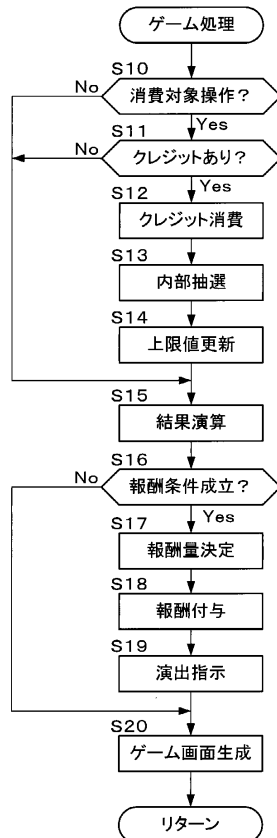 ゲーム処理
S10
No
消費対象操作？
S11
Yes
No
クレジットあり？
S12
Yes
クレジット消費
S13
内部抽選
S14
上限値更新
S15
結果演算
S16
No
報酬条件成立？
S17
Yes
報酬量決定
S18
報酬付与
S19
演出指示
S20
ゲーム画面生成
リターン